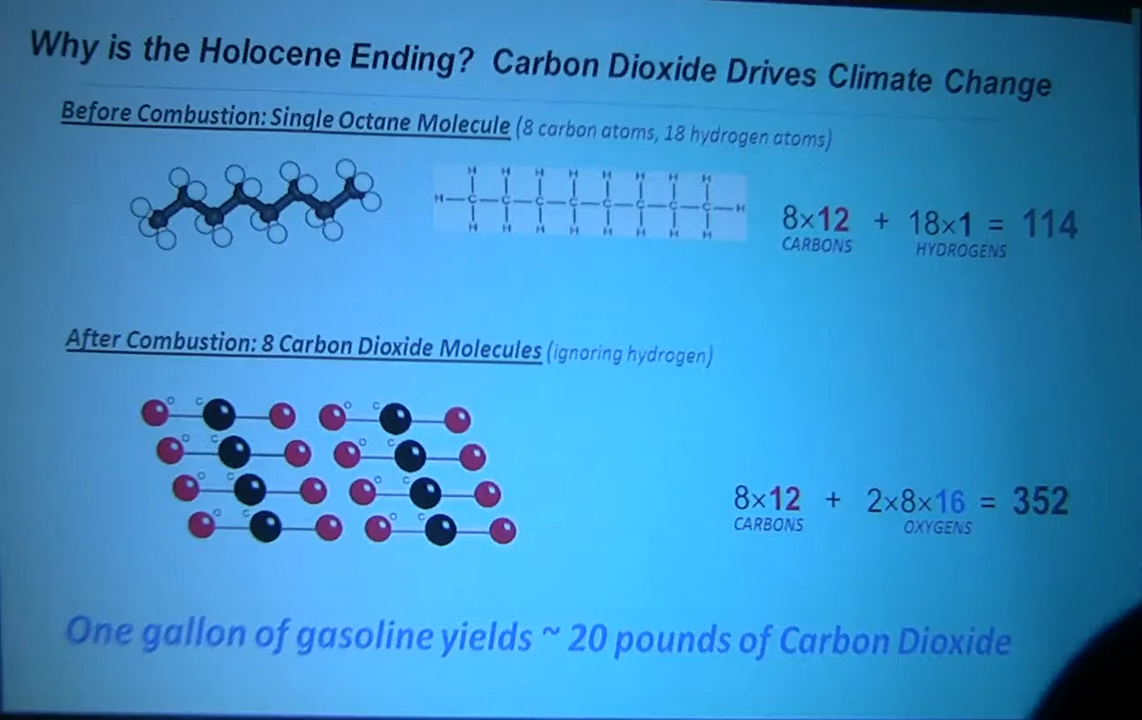 Why is the Holocene Ending? Carbon Dioxide Drives Climate Change
Before Combustion: Single Octane Molecule (8 carbon atoms, 18 hydrogen atoms)
H H H H H H H H
H C C C C C C C C H
H H H H H H H H
8×12 + 18×1 = 114
CARBONS HYDROGENS
After Combustion: 8 Carbon Dioxide Molecules (ignoring hydrogen)
O C O C
O C O C
O C O C
O C O C
8×12 + 2×8×16 = 352
CARBONS OXYGENS
One gallon of gasoline yields ~ 20 pounds of Carbon Dioxide